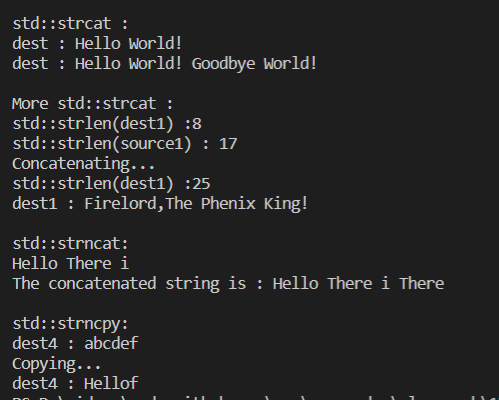 std::strcat :
dest : Hello World!
dest : Hello World! Goodbye World!
More std::strcat :
std::strlen(dest1) :8
std::strlen(source1) : 17
Concatenating...
std::strlen(dest1) :25
dest1 : Firelord,The Phenix King!
std::strncat:
Hello There i
The concatenated string is : Hello There i There
std::strncpy:
dest4 : abcdef
Copying...
dest4 : Hellof